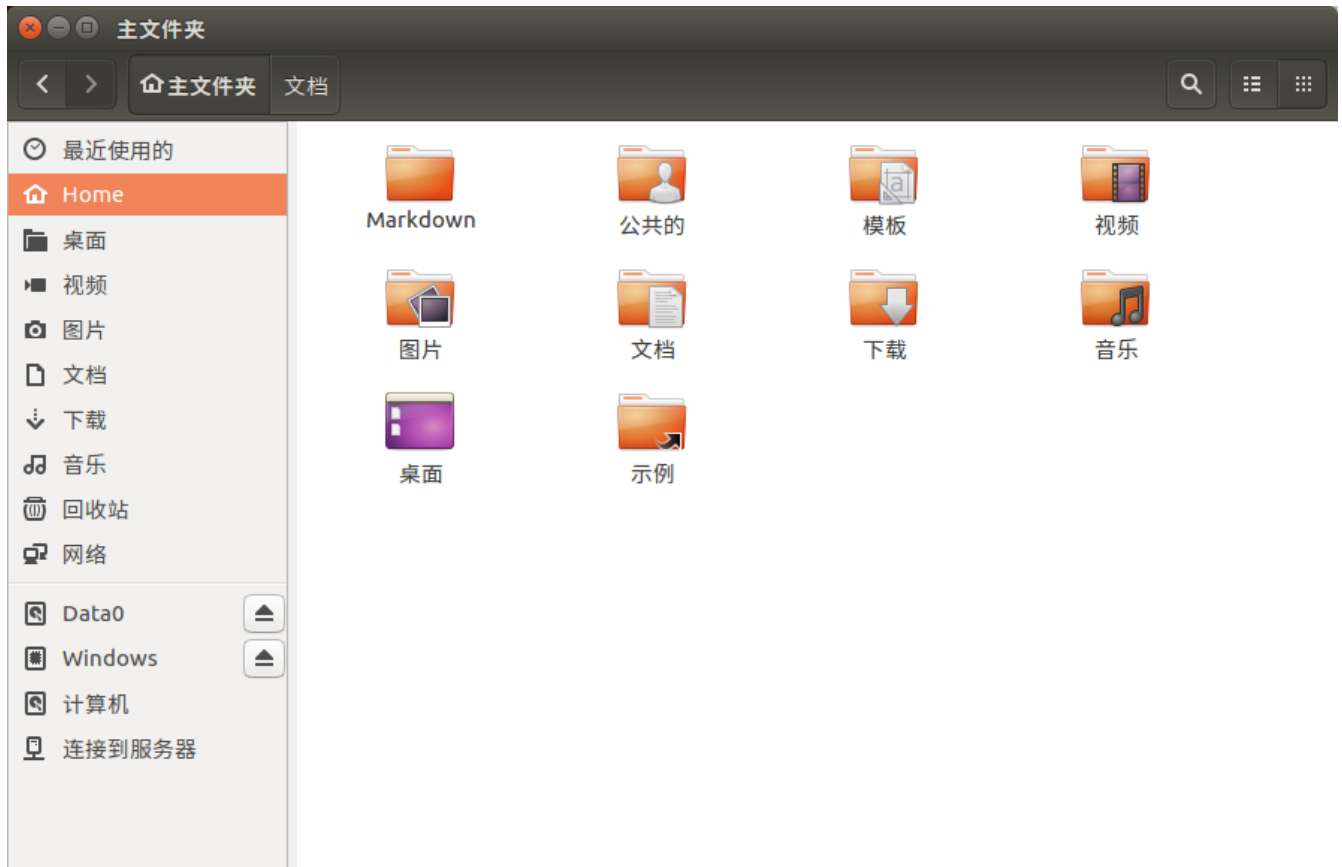 主文件夹
主文件夹 文档
最近使用的
Home
桌面
视频
图片
文档
下载
音乐
回收站
网络
Data0
Windows
计算机
连接到服务器
Markdown 公共的 模板 视频
图片 文档 下载 音乐
桌面 示例